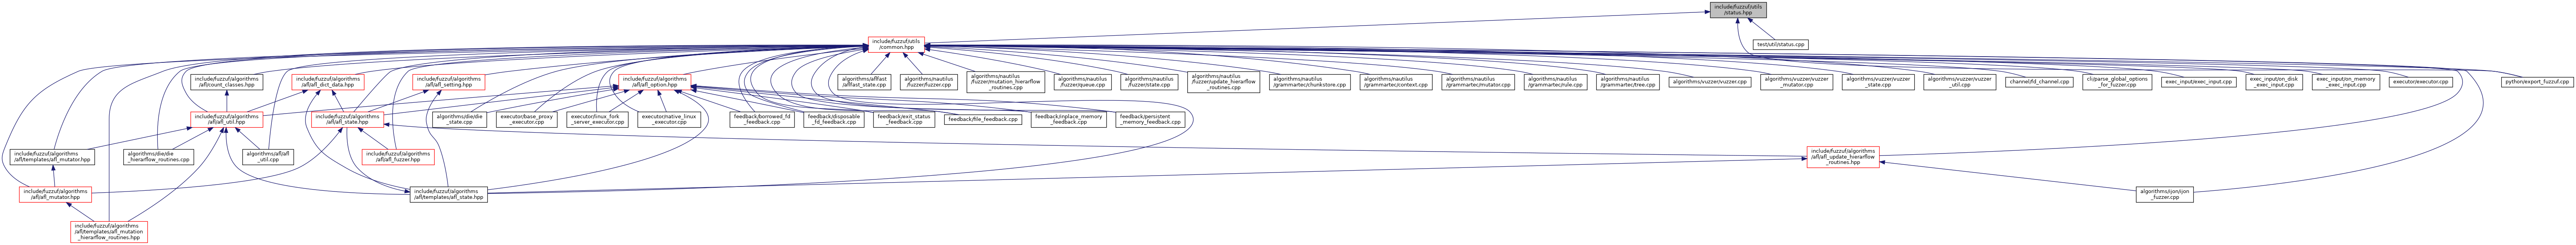 include/fuzzuf/utils
/status.hpp
include/fuzzuf/utils
/common.hpp
test/util/status.cpp
include/fuzzuf/algorithms
/afl/count_classes.hpp
include/fuzzuf/algorithms
/afl/afl_dict_data.hpp
include/fuzzuf/algorithms
/afl/afl_setting.hpp
include/fuzzuf/algorithms
/afl/afl_option.hpp
algorithms/aflfast
/aflfast_state.cpp
algorithms/nautilus
/fuzzer/fuzzer.cpp
algorithms/nautilus
/fuzzer/mutation_hierarflow
_routines.cpp
algorithms/nautilus
/fuzzer/queue.cpp
algorithms/nautilus
/fuzzer/state.cpp
algorithms/nautilus
/fuzzer/update_hierarflow
_routines.cpp
algorithms/nautilus
/grammartec/chunkstore.cpp
algorithms/nautilus
/grammartec/context.cpp
algorithms/nautilus
/grammartec/mutator.cpp
algorithms/nautilus
/grammartec/rule.cpp
algorithms/nautilus
/grammartec/tree.cpp
algorithms/vuzzer/vuzzer.cpp
algorithms/vuzzer/vuzzer
_mutator.cpp
algorithms/vuzzer/vuzzer
_state.cpp
algorithms/vuzzer/vuzzer
_util.cpp
channel/fd_channel.cpp
cli/parse_global_options
_for_fuzzer.cpp
exec_input/exec_input.cpp
exec_input/on_disk
_exec_input.cpp
exec_input/on_memory
_exec_input.cpp
executor/executor.cpp
python/export_fuzzuf.cpp
include/fuzzuf/algorithms
/afl/afl_util.hpp
include/fuzzuf/algorithms
/afl/afl_state.hpp
algorithms/die/die
_state.cpp
executor/base_proxy
_executor.cpp
executor/linux_fork
_server_executor.cpp
executor/native_linux
_executor.cpp
feedback/borrowed_fd
_feedback.cpp
feedback/disposable
_fd_feedback.cpp
feedback/exit_status
_feedback.cpp
feedback/file_feedback.cpp
feedback/inplace_memory
_feedback.cpp
feedback/persistent
_memory_feedback.cpp
include/fuzzuf/algorithms
/afl/templates/afl_mutator.hpp
algorithms/die/die
_hierarflow_routines.cpp
algorithms/afl/afl
_util.cpp
include/fuzzuf/algorithms
/afl/afl_fuzzer.hpp
include/fuzzuf/algorithms
/afl/afl_update_hierarflow
_routines.hpp
include/fuzzuf/algorithms
/afl/afl_mutator.hpp
include/fuzzuf/algorithms
/afl/templates/afl_state.hpp
algorithms/ijon/ijon
_fuzzer.cpp
include/fuzzuf/algorithms
/afl/templates/afl_mutation
_hierarflow_routines.hpp